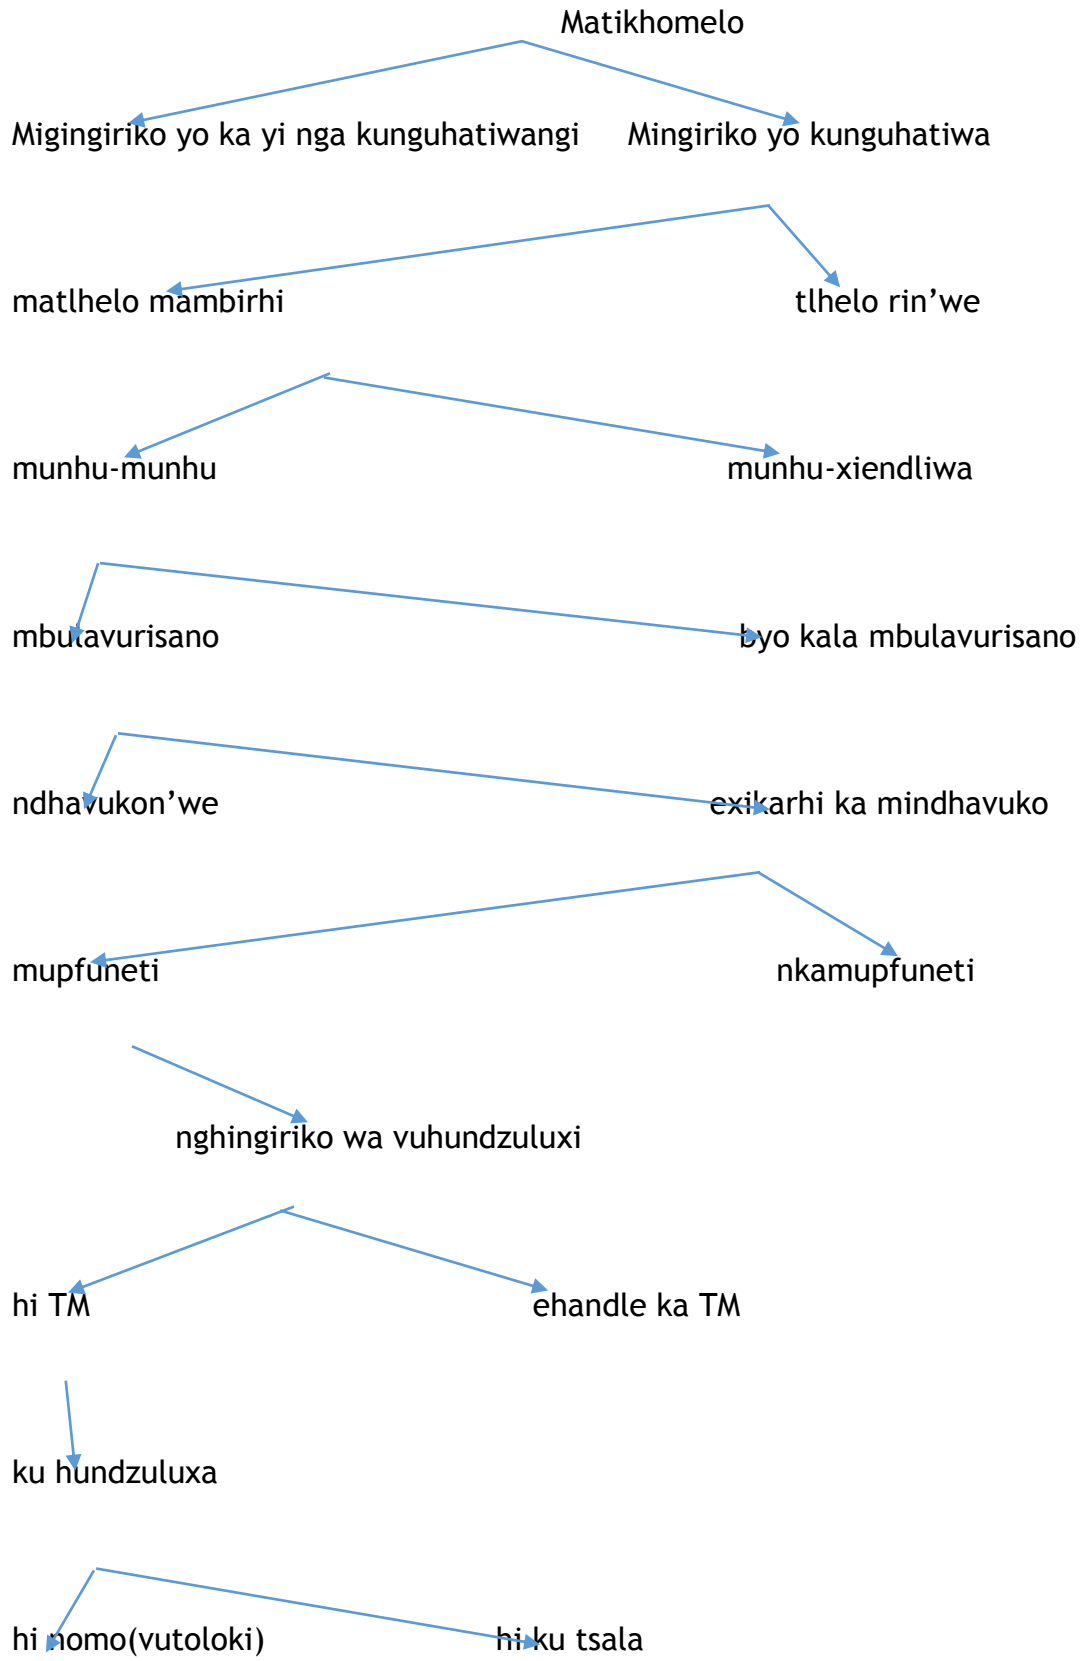 Matikhomelo
Migingiriko yo ka yi nga kunguhatiwangi Mingiriko yo kunguhatiwa
matlhelo mambirhi tlhelo rin’we
munhu-munhu munhu-xiendliwa
mbulavurisano byo kala mbulavurisano
ndhavukon’we exikarhi ka mindhavuko
mupfuneti nkamupfuneti
nghingiriko wa vuhundzuluxi
hi TM ehandle ka TM
ku hundzuluxa
hi nomo(vutoloki) hi ku tsala